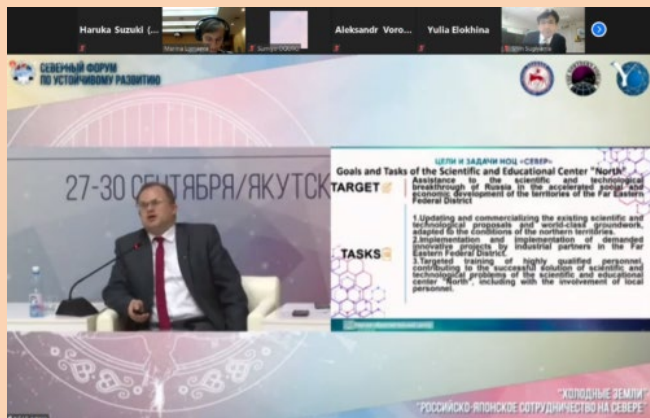 Haruka Suzuki (...
Aleksandr Voro...
Yulia Elokhina
СЕВЕРНЫЙ ФОРУМ
ПО УСТОЙЧИВОМУ РАЗВИТИЮ
27-30 СЕНТЯБРЯ/ЯКУТСК
ЦЕЛИ И ЗАДАЧИ НОЦ «СЕВЕР»
Goals and Tasks of the Scientific and Educational Center "North"
TARGET
Assistance to the scientific and technological
breakthrough of Russia in the accelerated social and
economic development of the territories of the Far Eastern
Federal District
TASKS
1.Updating and commercializing the existing scientific and
technological proposals and world-class groundwork,
adapted to the conditions of the northern territories.
2.Implementation and implementation of demanded
innovative projects by industrial partners in the Far
Eastern Federal District.
3.Targeted training of highly qualified personnel,
contributing to the successful solution of scientific and
technological problems of the scientific and educational
center "North", including with the involvement of local
personnel.
"ХОЛОДНЫЕ ЗЕМЛИ"
"РОССИЙСКО-ЯПОНСКОЕ СОТРУДНИЧЕСТВО НА СЕВЕРЕ"